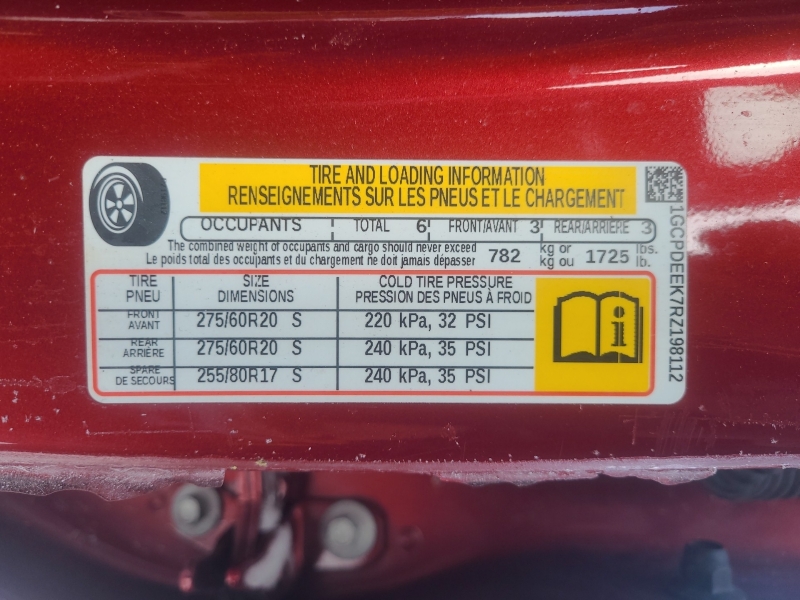 TIRE AND LOADING INFORMATION
RENSEIGNEMENTS SUR LES PNEUS ET LE CHARGEMENT
OCCUPANTS TOTAL 6 FRONT/AVANT 3 REAR/ARRIÈRE 3
The combined weight of occupants and cargo should never exceed
Le poids total des occupants et du chargement ne doit jamais dépasser
782 kg or 1725 lbs.
kg ou lb.
TIRE SIZE COLD TIRE PRESSURE
PNEU DIMENSIONS PRESSION DES PNEUS À FROID
FRONT
AVANT 275/60R20 S 220 kPa, 32 PSI
REAR
ARRIÈRE 275/60R20 S 240 kPa, 35 PSI
SPARE
DE SECOURS 255/80R17 S 240 kPa, 35 PSI
i
1GCPDEEK7RZ198112